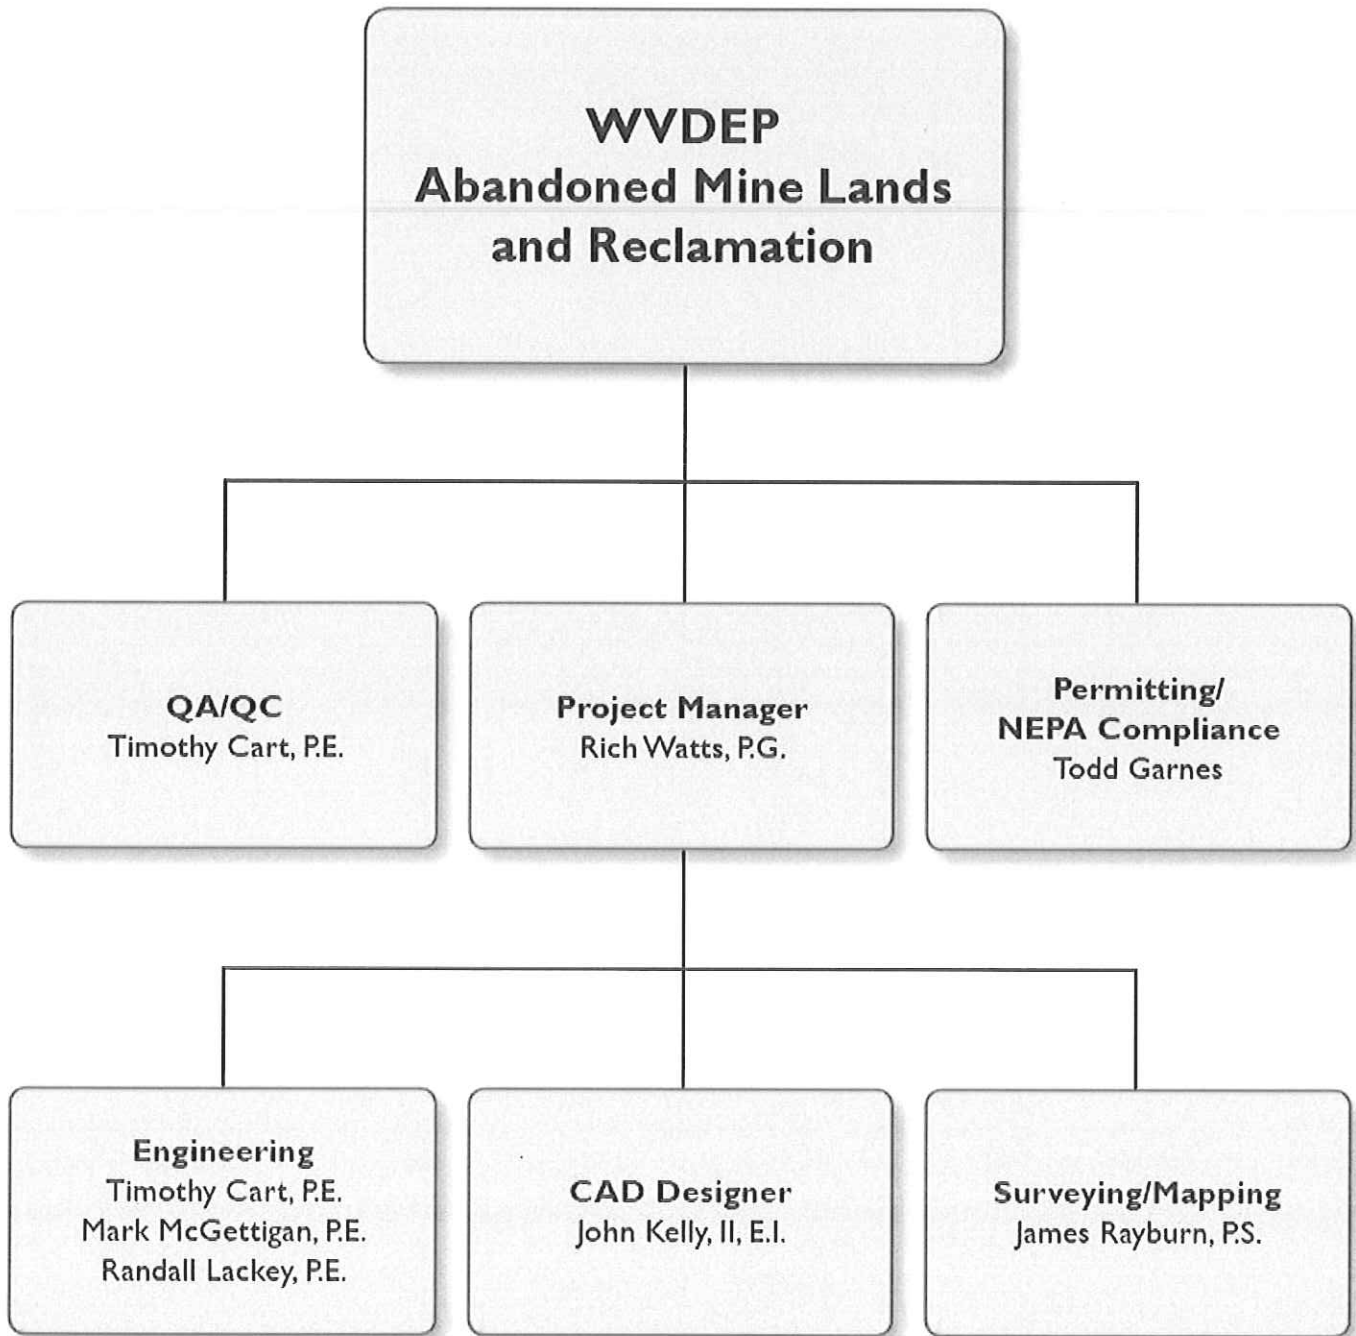 WVDEP
Abandoned Mine Lands
and Reclamation
QA/QC
Timothy Cart, P.E.
Project Manager
Rich Watts, P.G.
Permitting/
NEPA Compliance
Todd Garnes
Engineering
Timothy Cart, P.E.
Mark McGettigan, P.E.
Randall Lackey, P.E.
CAD Designer
John Kelly, II, E.I.
Surveying/Mapping
James Rayburn, P.S.